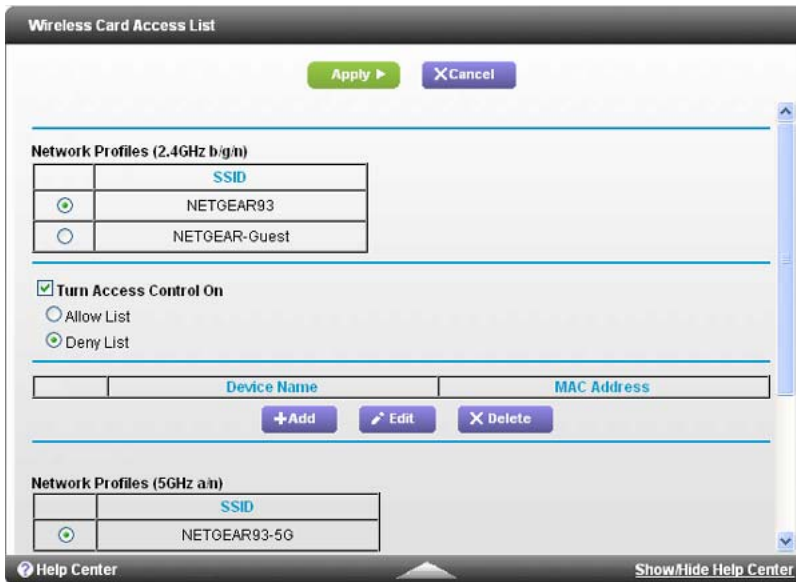 Wireless Card Access List
Apply
Cancel
Network Profiles (2.4GHz b/g/n)
SSID
NETGEAR93
NETGEAR-Guest
Turn Access Control On
Allow List
Deny List
Device Name MAC Address
Add Edit Delete
Network Profiles (5GHz a/n)
SSID
NETGEAR93-5G
Help Center Show/Hide Help Center